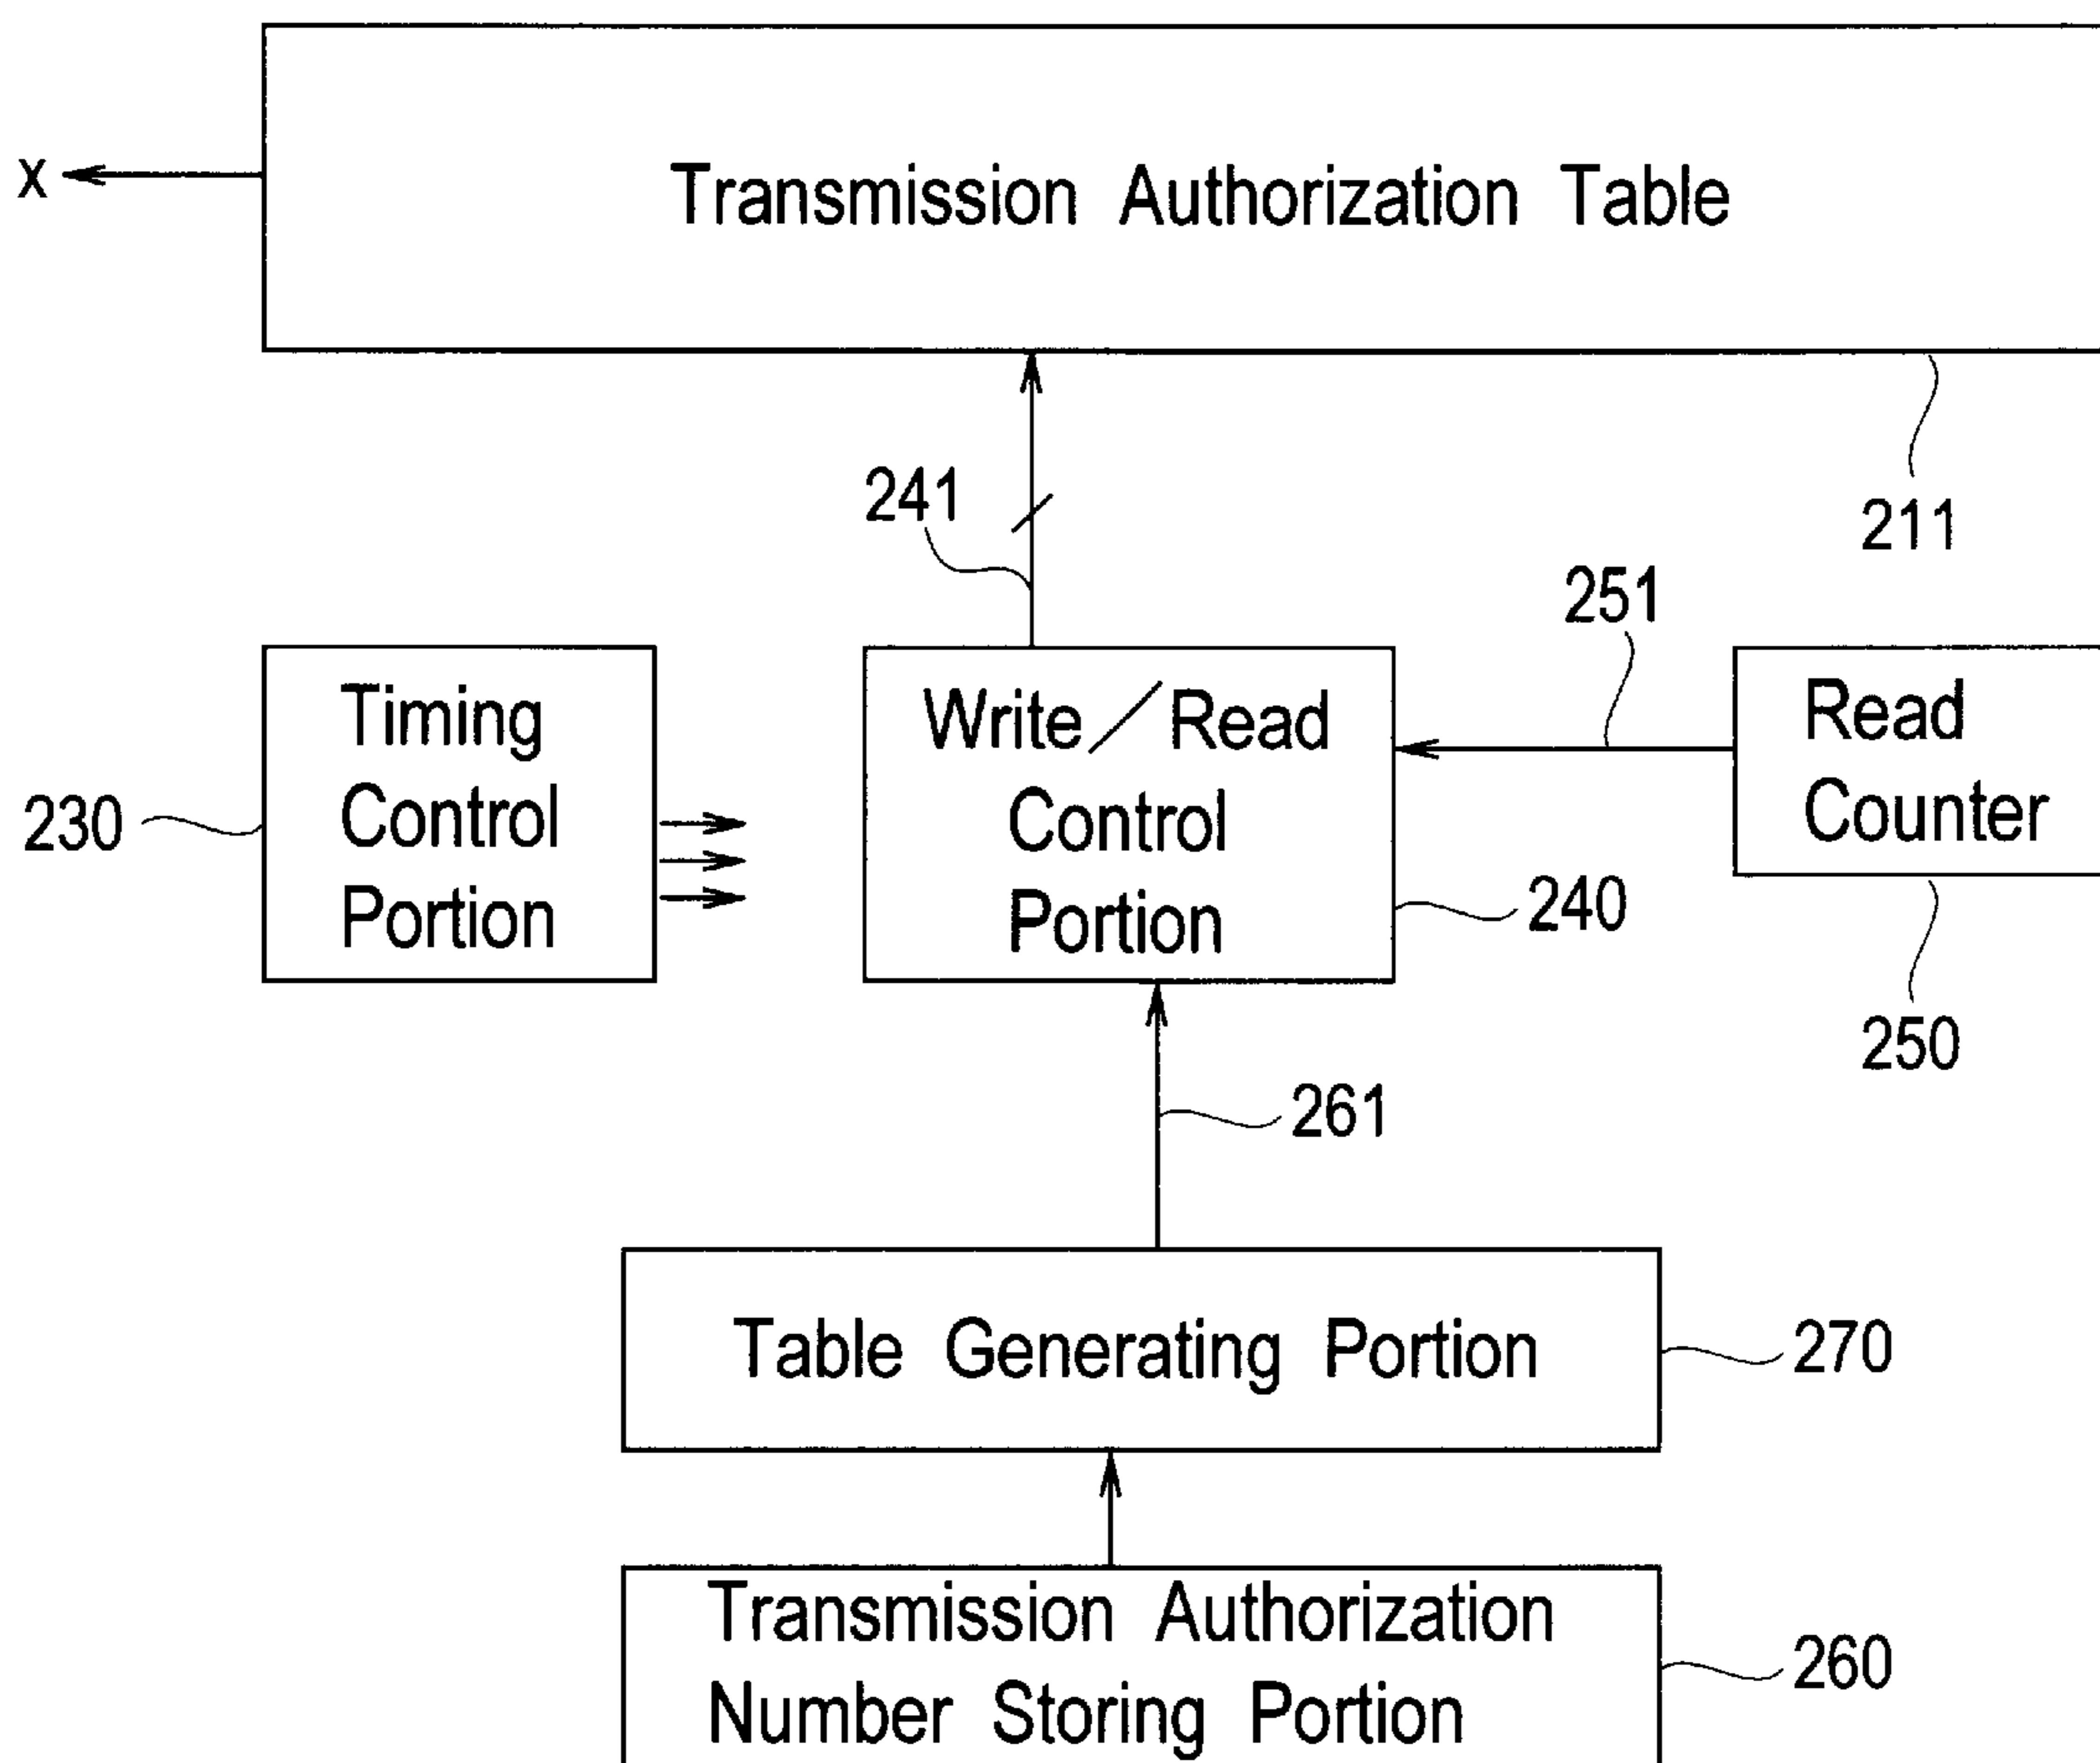 Transmission Authorization Table
x
241
211
251
Timing
Control
Portion
230
Write/Read
Control
Portion
240
Read
Counter
250
261
Table Generating Portion
270
Transmission Authorization
Number Storing Portion
260